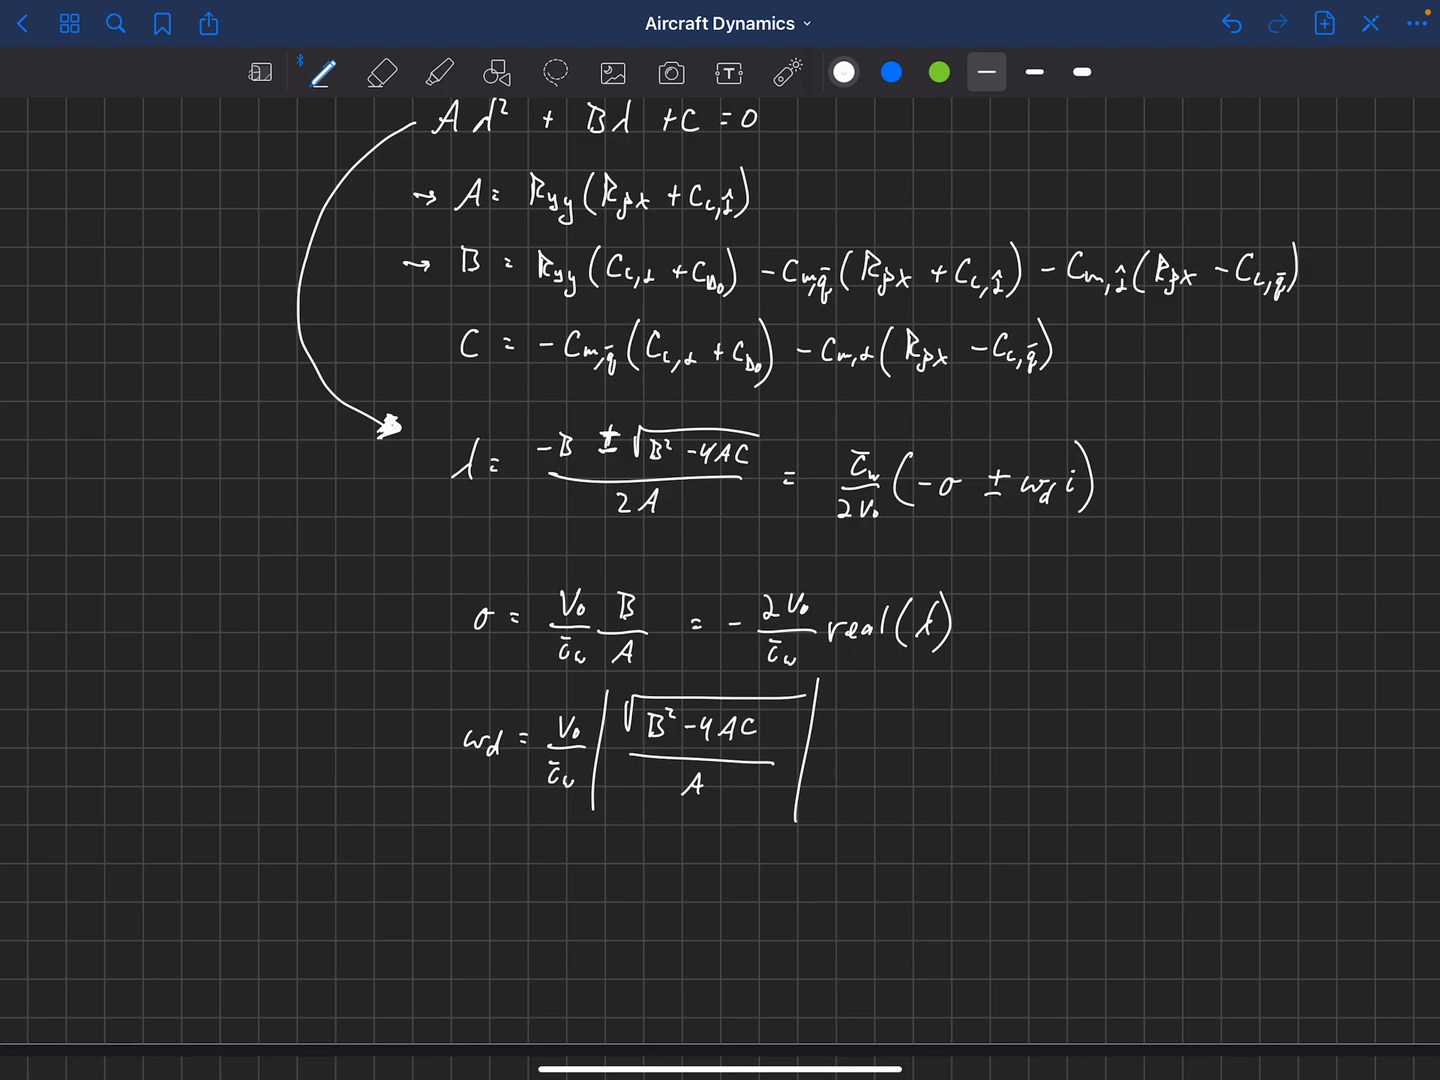 Aircraft Dynamics
A λ² + Bλ + C = 0
→ A = R_yy (R_ρx + C_L,α̂)
→ B = R_yy (C_L,α + C_D₀) − C_m,q̄ (R_ρx + C_L,α̂) − C_m,α̂ (R_ρx − C_L,q̄)
C = − C_m,q̄ (C_L,α + C_D₀) − C_m,α (R_ρx − C_L,q̄)
λ = (−B ± √(B² − 4AC)) / 2A = c̄_w / 2V₀ (−σ ± ω_d i)
σ = V₀ / c̄_w B / A = − 2V₀ / c̄_w real(λ)
ω_d = V₀ / c̄_w | √(B² − 4AC) / A |